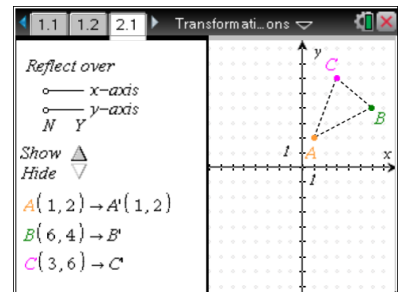 1.1 1.2 2.1 Transformati...ons
Reflect over
x-axis
y-axis
N Y
Show
Hide
A(1,2)→A'(1,2)
B(6,4)→B'
C(3,6)→C'
y
C
B
1 A
x
1